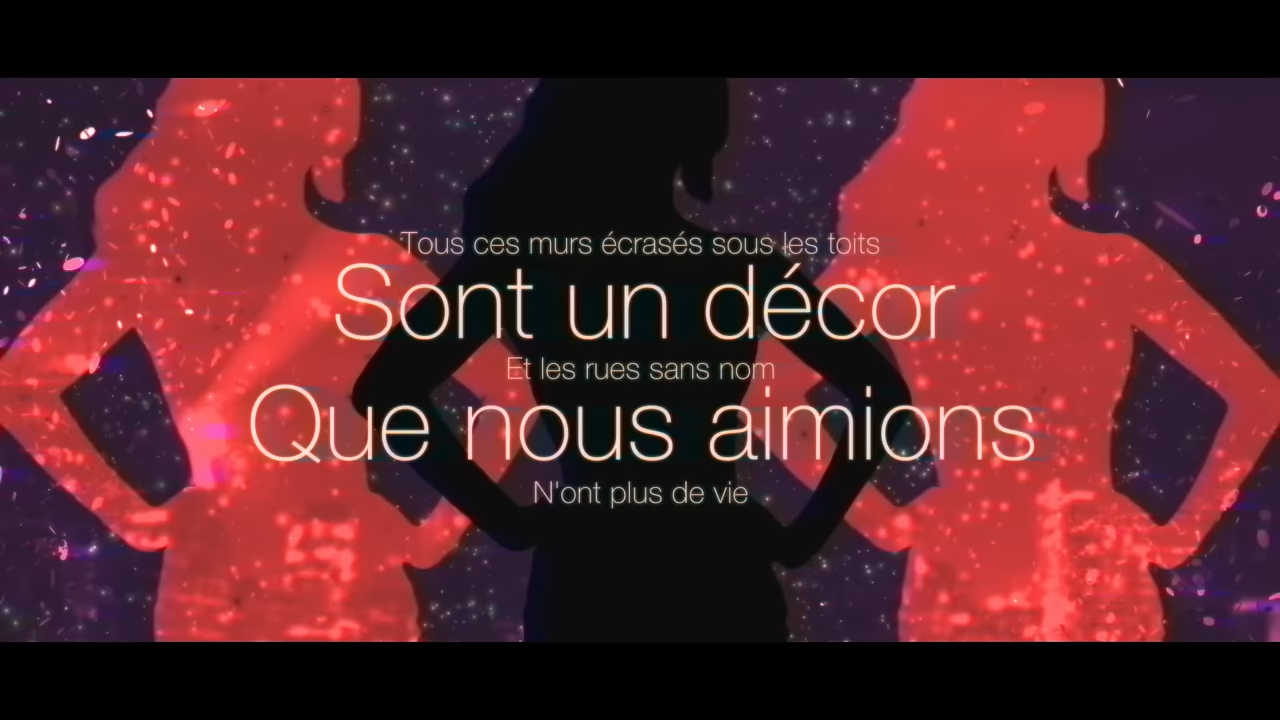 Tous ces murs écrasés sous les toits
Sont un décor
Et les rues sans nom
Que nous aimions
N'ont plus de vie